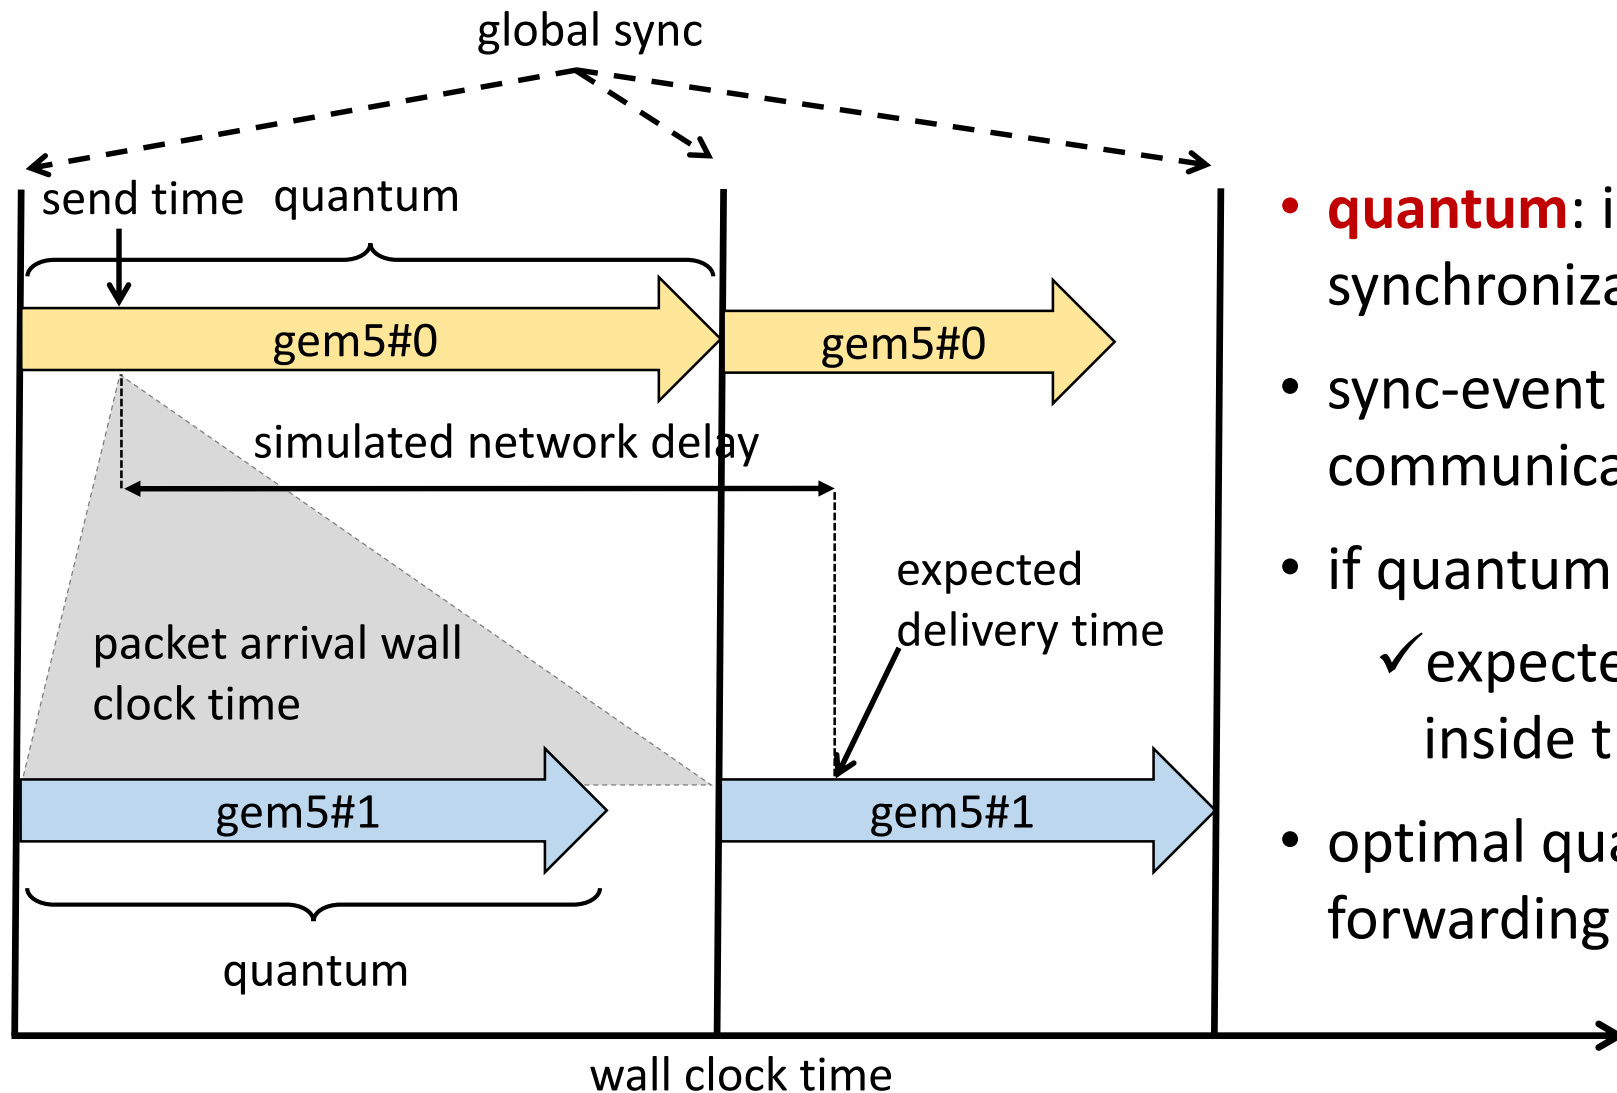 global sync
send time quantum
gem5#0 gem5#0
simulated network delay
expected
delivery time
packet arrival wall
clock time
gem5#1 gem5#1
quantum
wall clock time
• quantum: i
synchroniza
• sync-event
communica
• if quantum
✓expecte
inside t
• optimal qua
forwarding